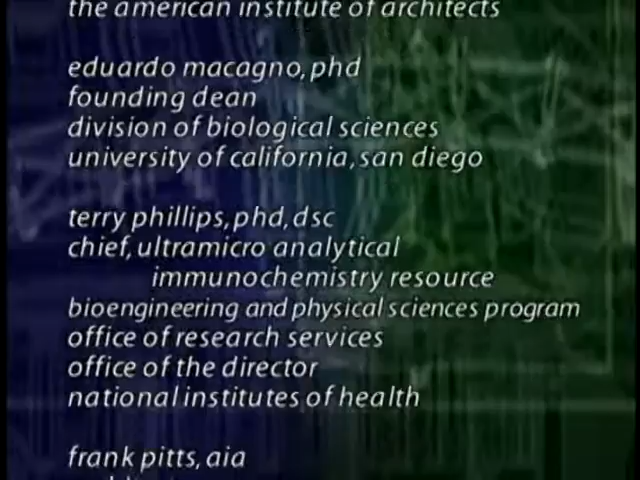 the american institute of architects
eduardo macagno, phd
founding dean
division of biological sciences
university of california, san diego
terry phillips, phd, dsc
chief, ultramicro analytical
immunochemistry resource
bioengineering and physical sciences program
office of research services
office of the director
national institutes of health
frank pitts, aia